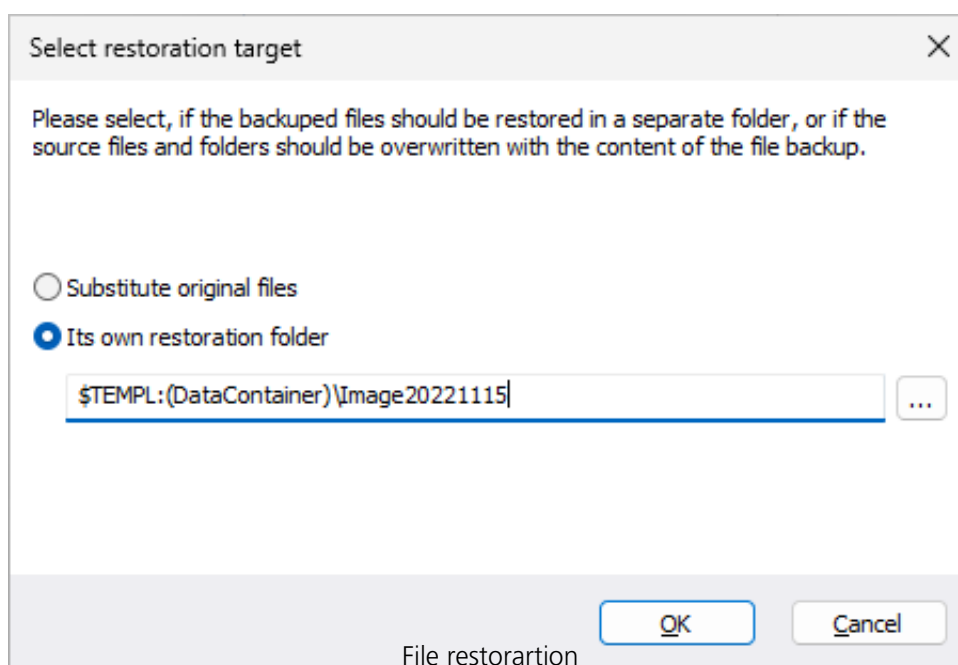 Select restoration target
Please select, if the backuped files should be restored in a separate folder, or if the
source files and folders should be overwritten with the content of the file backup.
Substitute original files
Its own restoration folder
$TEMPL:(DataContainer)\Image20221115
...
OK
Cancel
File restorartion